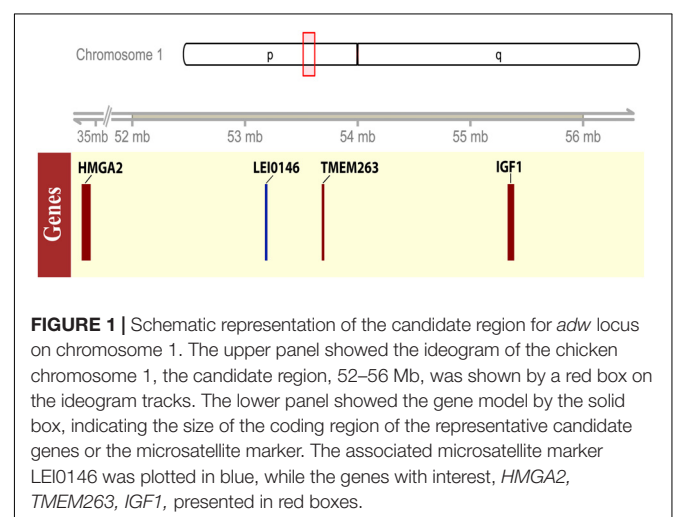 Chromosome 1
p
q
35mb 52 mb 53 mb 54 mb 55 mb 56 mb
HMGA2 LEI0146 TMEM263 IGF1
Genes
FIGURE 1 | Schematic representation of the candidate region for adw locus
on chromosome 1. The upper panel showed the ideogram of the chicken
chromosome 1, the candidate region, 52–56 Mb, was shown by a red box on
the ideogram tracks. The lower panel showed the gene model by the solid
box, indicating the size of the coding region of the representative candidate
genes or the microsatellite marker. The associated microsatellite marker
LEI0146 was plotted in blue, while the genes with interest, HMGA2,
TMEM263, IGF1, presented in red boxes.